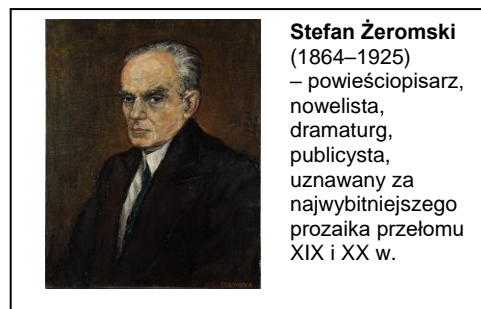 Stefan Żeromski
(1864–1925)
– powieściopisarz,
nowelista,
dramaturg,
publicysta,
uznawany za
najwybitniejszego
prozaika przełomu
XIX i XX w.